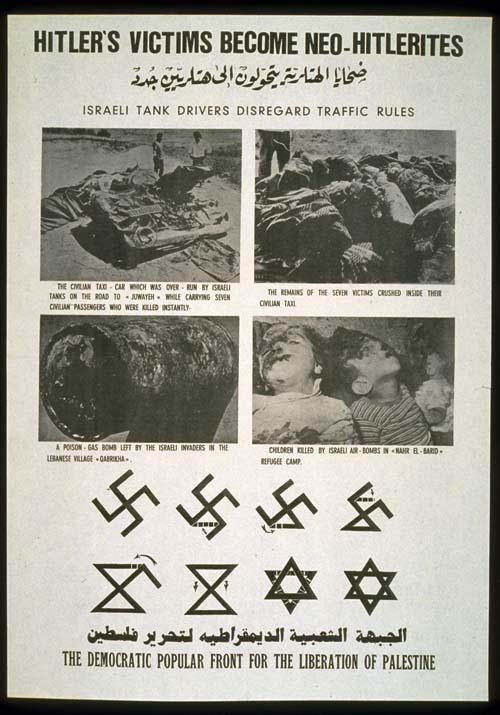 HITLER'S VICTIMS BECOME NEO-HITLERITES
ضحايا الهتلرية يتحولون الى هتلريين جدد
ISRAELI TANK DRIVERS DISREGARD TRAFFIC RULES
THE CIVILIAN TAXI - CAR WHICH WAS OVER - RUN BY ISRAELI
TANKS ON THE ROAD TO «JUWAYEH» WHILE CARRYING SEVEN
CIVILIAN PASSENGERS WHO WERE KILLED INSTANTLY-
THE REMAINS OF THE SEVEN VICTIMS CRUSHED INSIDE THEIR
CIVILIAN TAXI.
A POISON - GAS BOMB LEFT BY THE ISRAELI INVADERS IN THE
LEBANESE VILLAGE «QABRIKHA».
CHILDREN KILLED BY ISRAELI AIR-BOMBS IN «NAHR EL-BARID»
REFUGEE CAMP.
الجبهة الشعبية الديمقراطيه لتحرير فلسطين
THE DEMOCRATIC POPULAR FRONT FOR THE LIBERATION OF PALESTINE